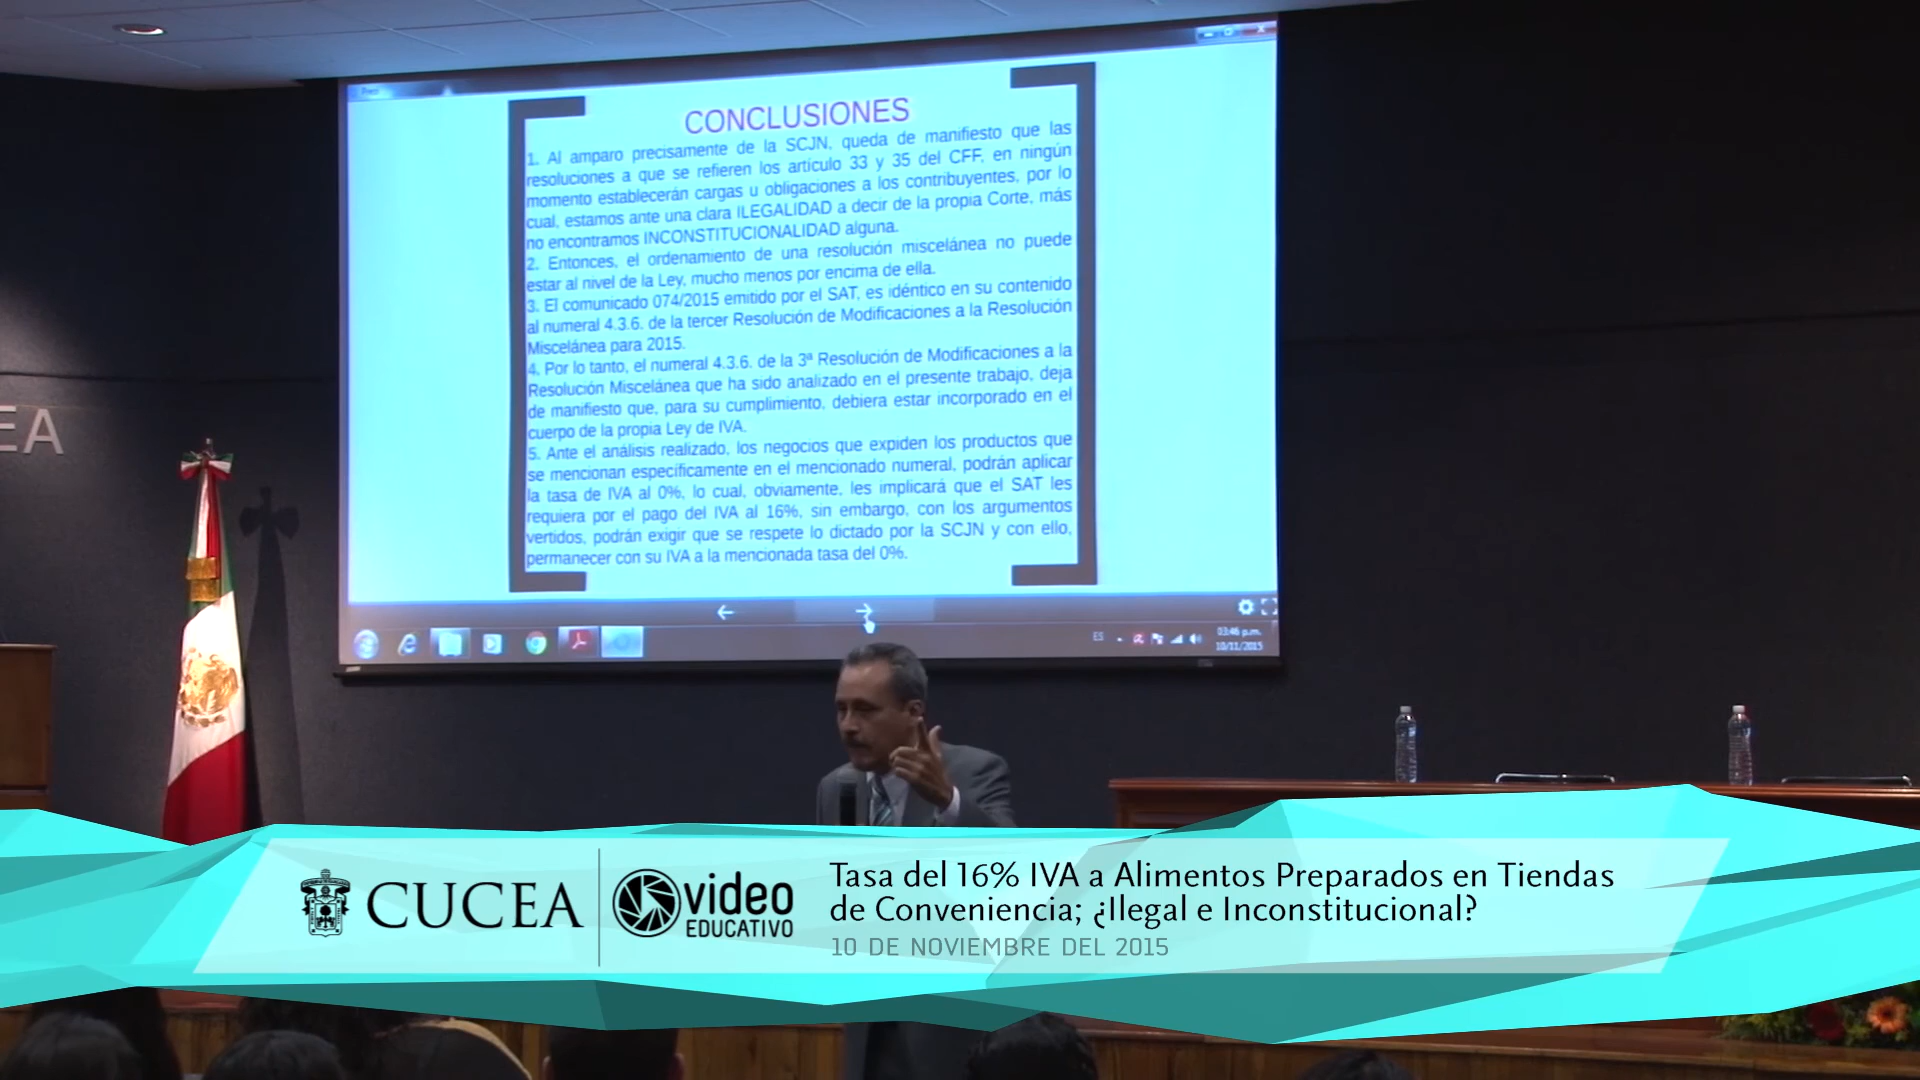 Prezi
CONCLUSIONES
1. Al amparo precisamente de la SCJN, queda de manifiesto que las
resoluciones a que se refieren los artículo 33 y 35 del CFF, en ningún
momento establecerán cargas u obligaciones a los contribuyentes, por lo
cual, estamos ante una clara ILEGALIDAD a decir de la propia Corte, más
no encontramos INCONSTITUCIONALIDAD alguna.
2. Entonces, el ordenamiento de una resolución miscelánea no puede
estar al nivel de la Ley, mucho menos por encima de ella.
3. El comunicado 074/2015 emitido por el SAT, es idéntico en su contenido
al numeral 4.3.6. de la tercer Resolución de Modificaciones a la Resolución
Miscelánea para 2015.
4. Por lo tanto, el numeral 4.3.6. de la 3ª Resolución de Modificaciones a la
Resolución Miscelánea que ha sido analizado en el presente trabajo, deja
de manifiesto que, para su cumplimiento, debiera estar incorporado en el
cuerpo de la propia Ley de IVA.
5. Ante el análisis realizado, los negocios que expiden los productos que
se mencionan específicamente en el mencionado numeral, podrán aplicar
la tasa de IVA al 0%, lo cual, obviamente, les implicará que el SAT les
requiera por el pago del IVA al 16%, sin embargo, con los argumentos
vertidos, podrán exigir que se respete lo dictado por la SCJN y con ello,
permanecer con su IVA a la mencionada tasa del 0%.
ES
03:46 p.m.
10/11/2015
EA
CUCEA
video
EDUCATIVO
Tasa del 16% IVA a Alimentos Preparados en Tiendas
de Conveniencia; ¿Ilegal e Inconstitucional?
10 DE NOVIEMBRE DEL 2015